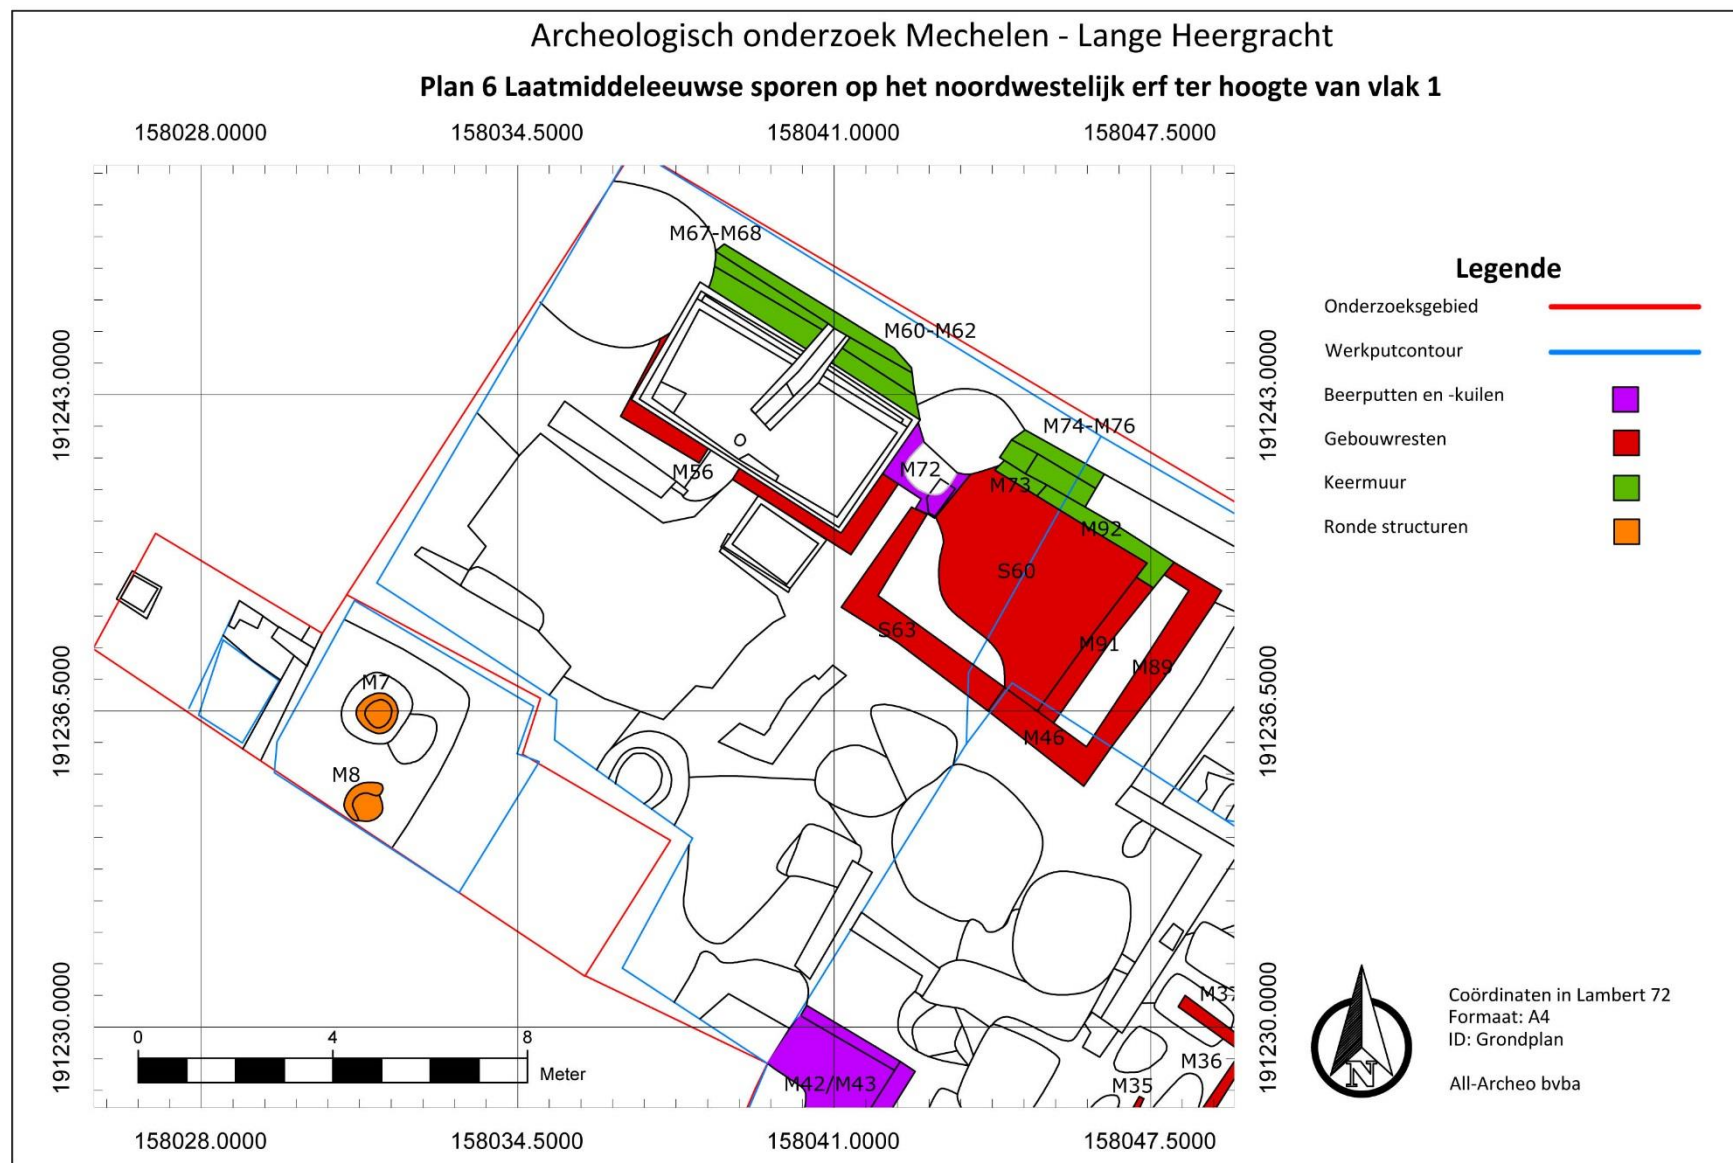 Archeologisch onderzoek Mechelen - Lange Heergracht
Plan 6 Laatmiddeleeuwse sporen op het noordwestelijk erf ter hoogte van vlak 1
158028.0000 158034.5000 158041.0000 158047.5000
M67-M68
M60-M62
191243.0000
191243.0000
M74-M76
M56
M72
M73
M92
S60
S63
M91
M89
191236.5000
191236.5000
M7
M46
M8
191230.0000
191230.0000
M37
M36
M35
M42/M43
0 4 8
Meter
158028.0000 158034.5000 158041.0000 158047.5000
Legende
Onderzoeksgebied
Werkputcontour
Beerputten en -kuilen
Gebouwresten
Keermuur
Ronde structuren
N
Coördinaten in Lambert 72
Formaat: A4
ID: Grondplan
All-Archeo bvba